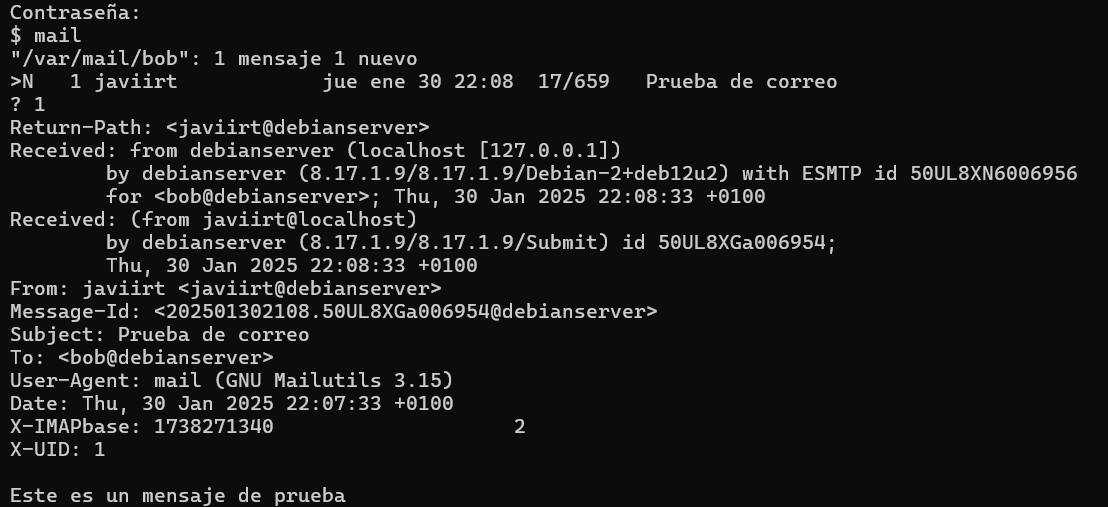 Contraseña:
$ mail
"/var/mail/bob": 1 mensaje 1 nuevo
>N   1 javiirt            jue ene 30 22:08  17/659   Prueba de correo
? 1
Return-Path: <javiirt@debianserver>
Received: from debianserver (localhost [127.0.0.1])
        by debianserver (8.17.1.9/8.17.1.9/Debian-2+deb12u2) with ESMTP id 50UL8XN6006956
        for <bob@debianserver>; Thu, 30 Jan 2025 22:08:33 +0100
Received: (from javiirt@localhost)
        by debianserver (8.17.1.9/8.17.1.9/Submit) id 50UL8XGa006954;
        Thu, 30 Jan 2025 22:08:33 +0100
From: javiirt <javiirt@debianserver>
Message-Id: <202501302108.50UL8XGa006954@debianserver>
Subject: Prueba de correo
To: <bob@debianserver>
User-Agent: mail (GNU Mailutils 3.15)
Date: Thu, 30 Jan 2025 22:07:33 +0100
X-IMAPbase: 1738271340                    2
X-UID: 1

Este es un mensaje de prueba